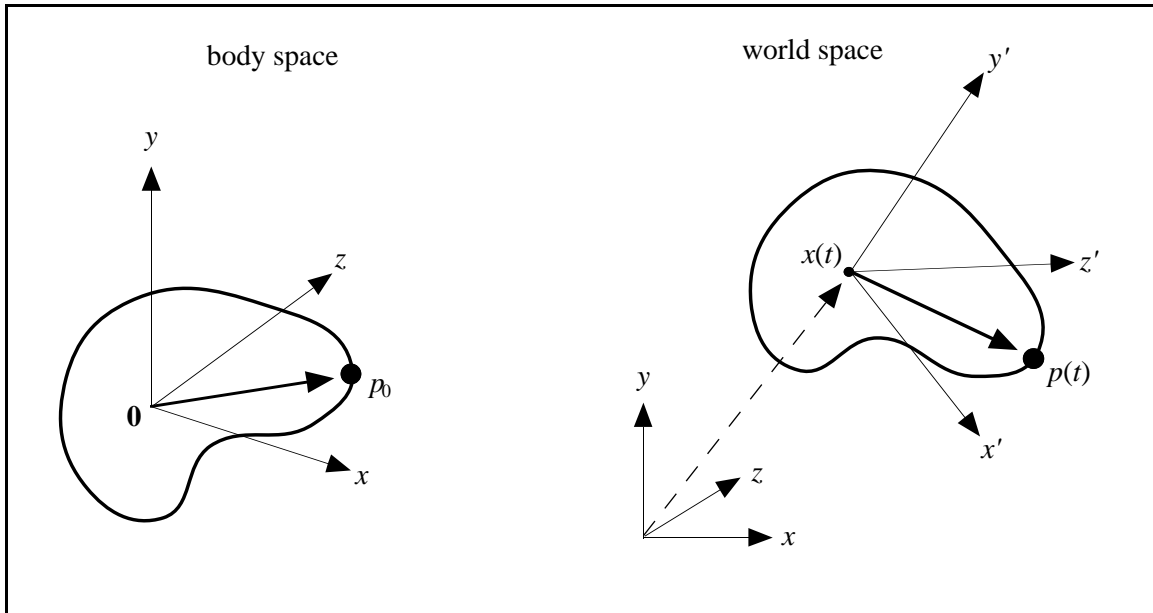 body space
y
z
p0
0
x
world space
y'
x(t)
z'
p(t)
x'
y
z
x